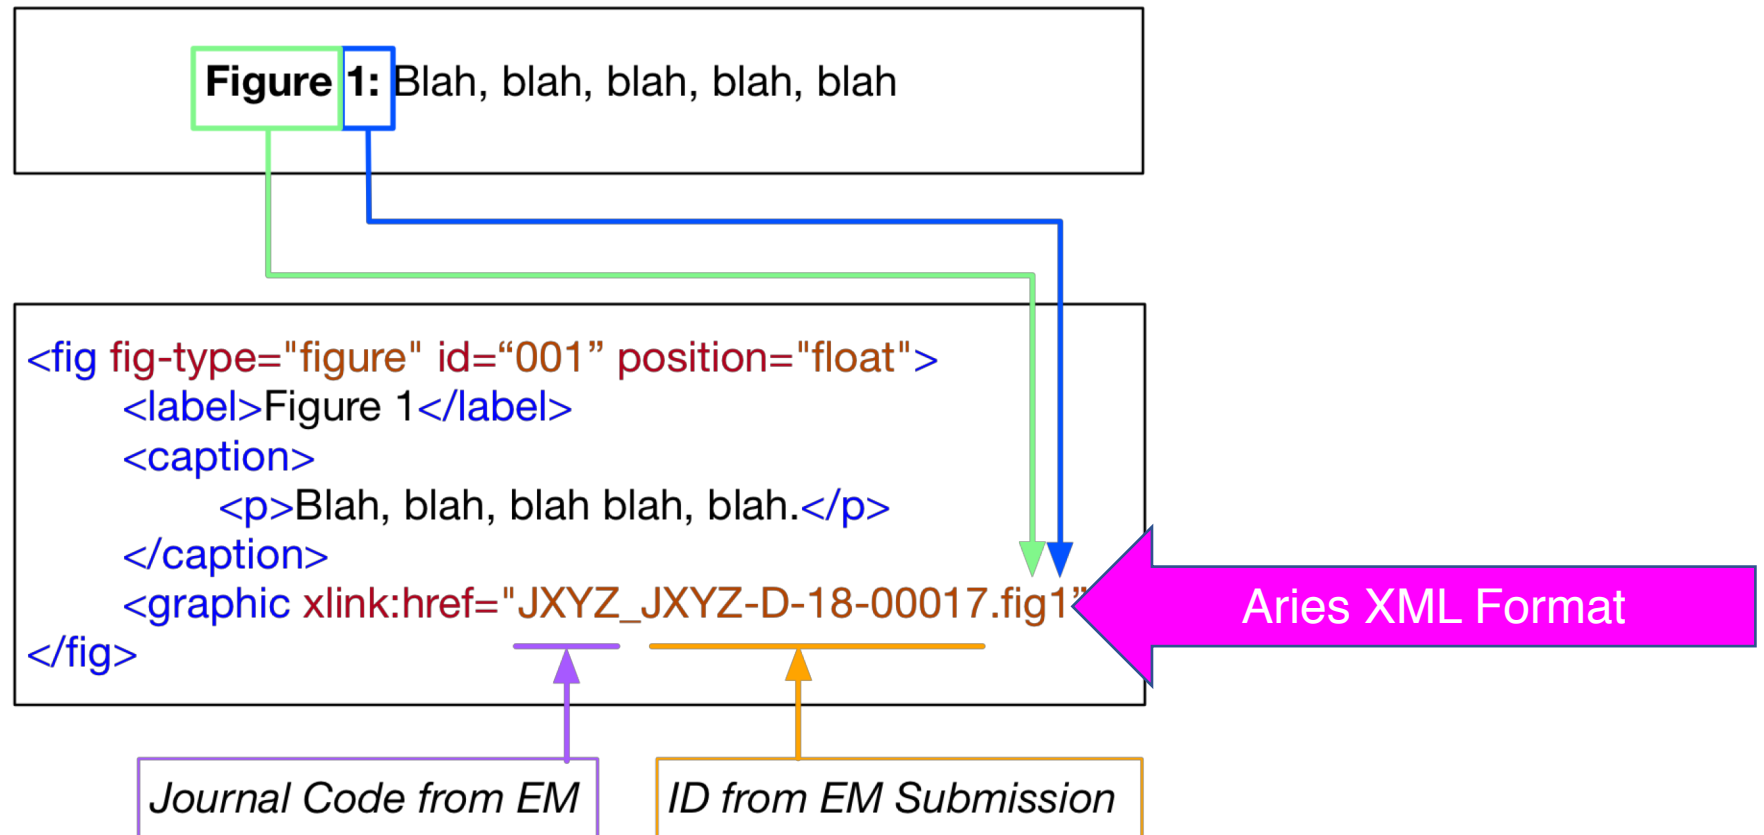 Figure 1: Blah, blah, blah, blah, blah
<fig fig-type="figure" id=“001” position="float">
<label>Figure 1</label>
<caption>
<p>Blah, blah, blah blah, blah.</p>
</caption>
<graphic xlink:href="JXYZ_JXYZ-D-18-00017.fig1”
Aries XML Format
</fig>
Journal Code from EM
ID from EM Submission